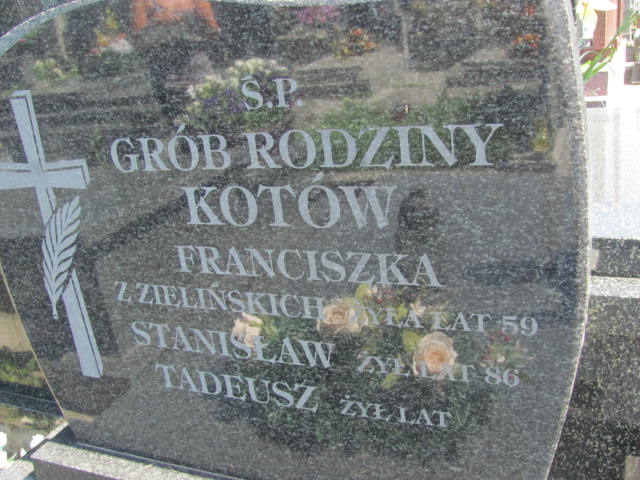 Ś.P.
GRÓB RODZINY
KOTÓW
FRANCISZKA
Z ZIELIŃSKICH ŻYŁA LAT 59
STANISŁAW ŻYŁ LAT 86
TADEUSZ ŻYŁ LAT